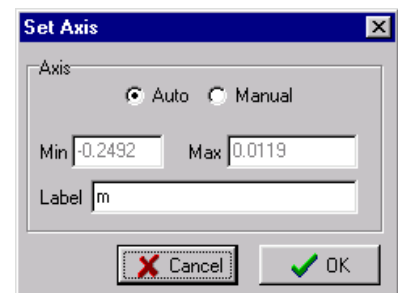 Set Axis
Axis
Auto Manual
Min -0.2492 Max 0.0119
Label m
Cancel OK